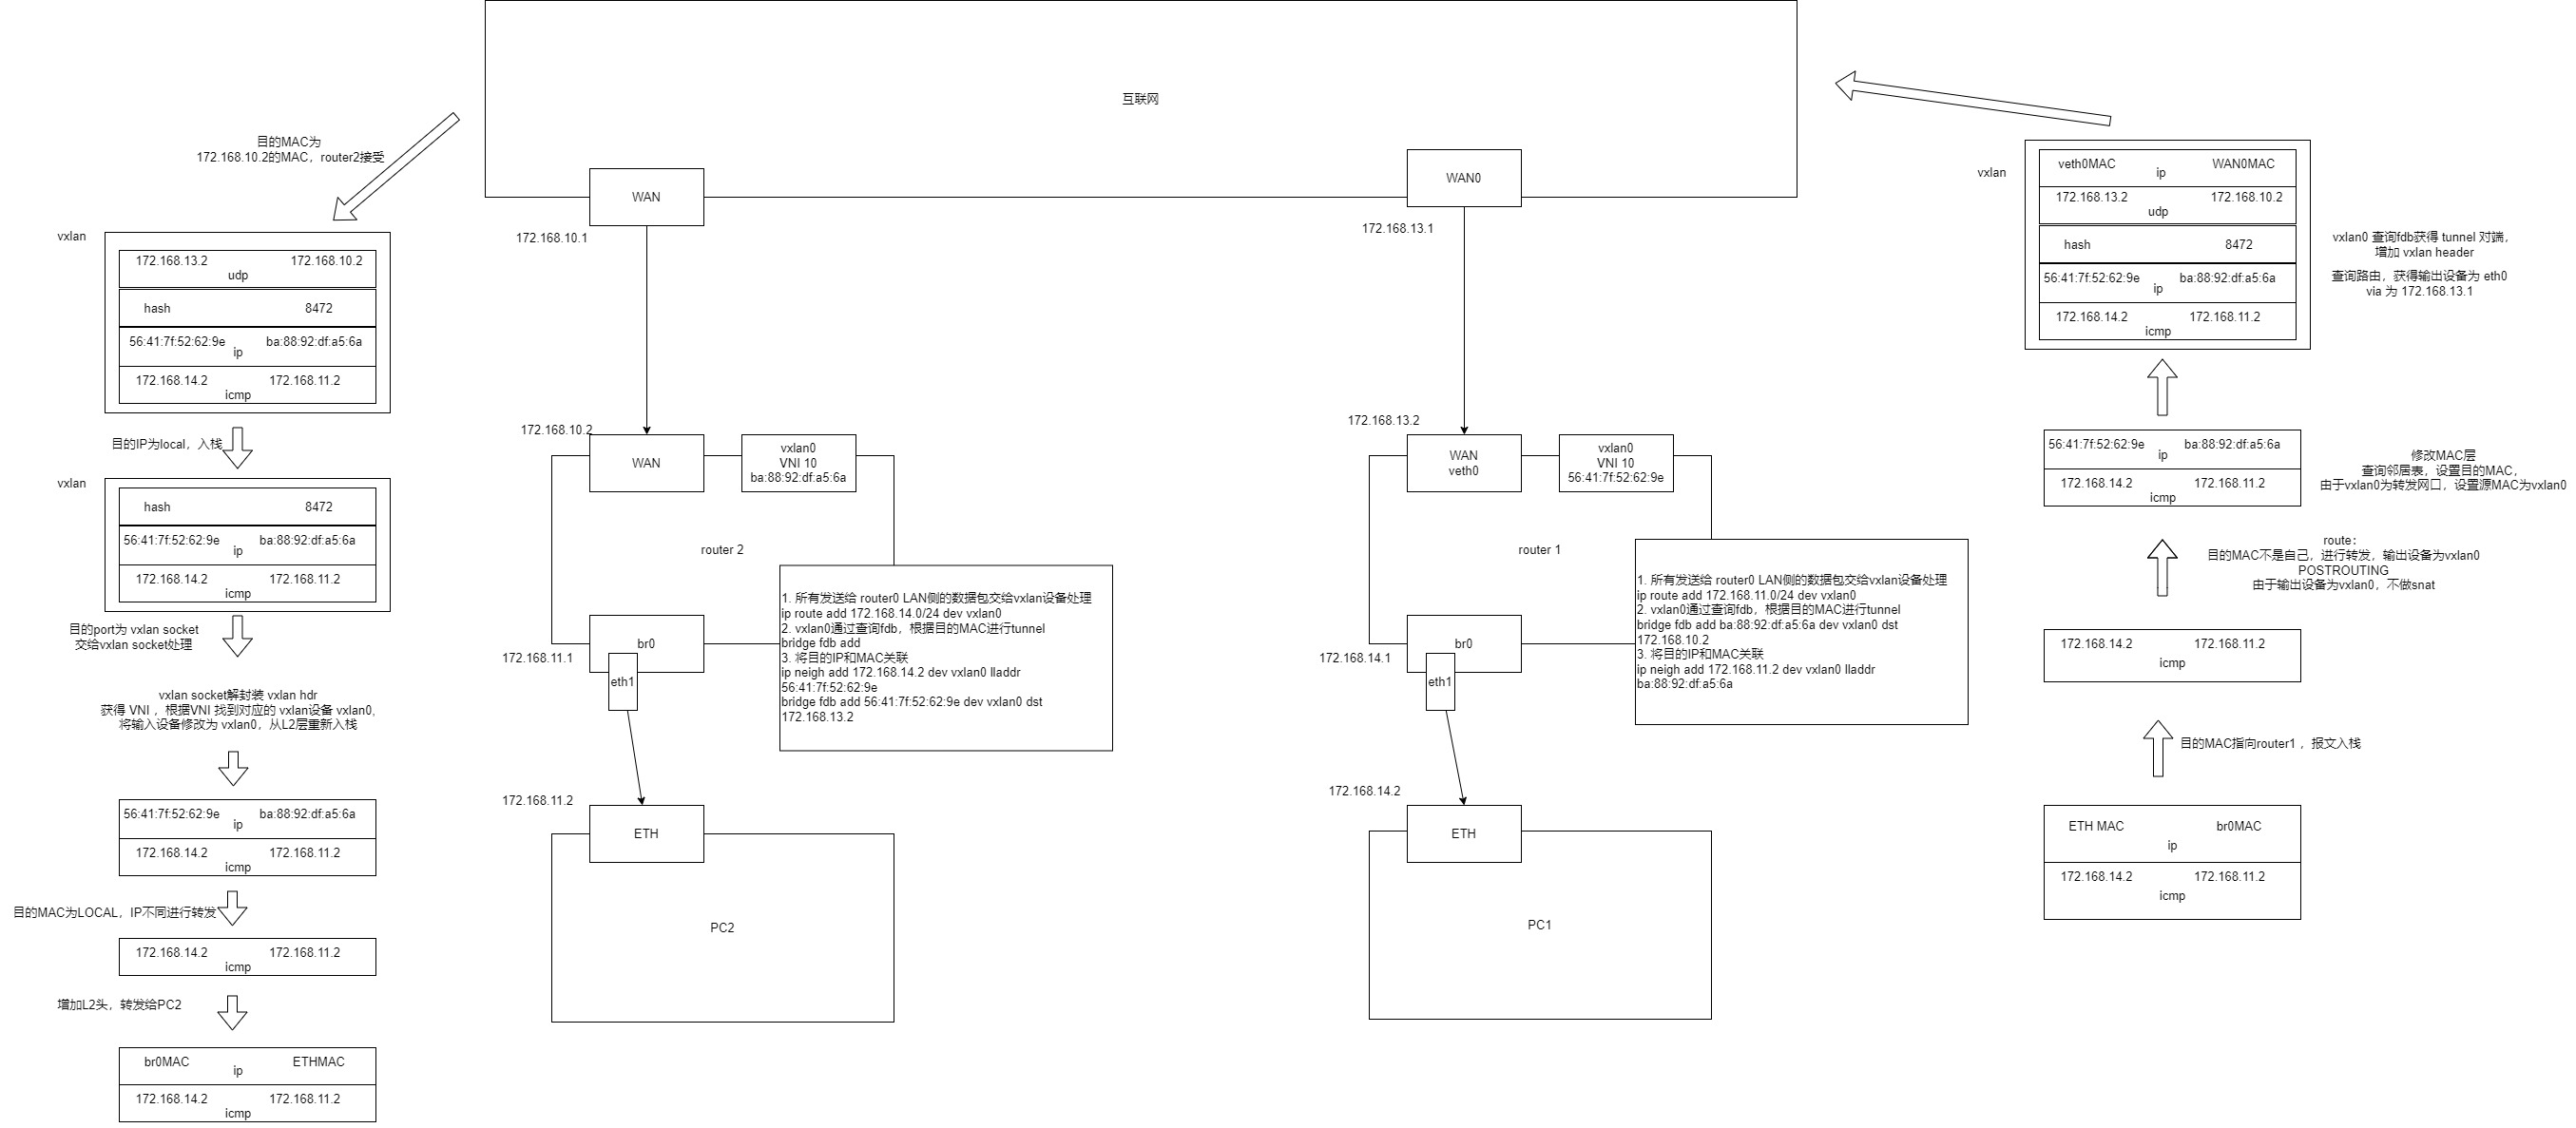 互联网
WAN
WAN0
172.168.10.1
172.168.13.1
目的MAC为
172.168.10.2的MAC，router2接受
vxlan
172.168.13.2 172.168.10.2
udp
hash 8472
56:41:7f:52:62:9e ba:88:92:df:a5:6a
ip
172.168.14.2 172.168.11.2
icmp
目的IP为local，入栈
vxlan
hash 8472
56:41:7f:52:62:9e ba:88:92:df:a5:6a
ip
172.168.14.2 172.168.11.2
icmp
目的port为 vxlan socket
交给vxlan socket处理
vxlan socket解封装 vxlan hdr
获得 VNI ，根据VNI 找到对应的 vxlan设备 vxlan0,
将输入设备修改为 vxlan0，从L2层重新入栈
56:41:7f:52:62:9e ba:88:92:df:a5:6a
ip
172.168.14.2 172.168.11.2
icmp
目的MAC为LOCAL，IP不同进行转发
172.168.14.2 172.168.11.2
icmp
增加L2头，转发给PC2
br0MAC ETHMAC
ip
172.168.14.2 172.168.11.2
icmp
172.168.10.2
WAN
vxlan0
VNI 10
ba:88:92:df:a5:6a
router 2
1. 所有发送给 router0 LAN侧的数据包交给vxlan设备处理
ip route add 172.168.14.0/24 dev vxlan0
2. vxlan0通过查询fdb，根据目的MAC进行tunnel
bridge fdb add
3. 将目的IP和MAC关联
ip neigh add 172.168.14.2 dev vxlan0 lladdr
56:41:7f:52:62:9e
bridge fdb add 56:41:7f:52:62:9e dev vxlan0 dst
172.168.13.2
br0
172.168.11.1
eth1
172.168.11.2
ETH
PC2
172.168.13.2
WAN
veth0
vxlan0
VNI 10
56:41:7f:52:62:9e
router 1
1. 所有发送给 router0 LAN侧的数据包交给vxlan设备处理
ip route add 172.168.11.0/24 dev vxlan0
2. vxlan0通过查询fdb，根据目的MAC进行tunnel
bridge fdb add ba:88:92:df:a5:6a dev vxlan0 dst
172.168.10.2
3. 将目的IP和MAC关联
ip neigh add 172.168.11.2 dev vxlan0 lladdr
ba:88:92:df:a5:6a
br0
172.168.14.1
eth1
172.168.14.2
ETH
PC1
vxlan
veth0MAC WAN0MAC
ip
172.168.13.2 172.168.10.2
udp
hash 8472
56:41:7f:52:62:9e ba:88:92:df:a5:6a
ip
172.168.14.2 172.168.11.2
icmp
vxlan0 查询fdb获得 tunnel 对端，
增加 vxlan header
查询路由，获得输出设备为 eth0
via 为 172.168.13.1
56:41:7f:52:62:9e ba:88:92:df:a5:6a
ip
172.168.14.2 172.168.11.2
icmp
修改MAC层
查询邻居表，设置目的MAC，
由于vxlan0为转发网口，设置源MAC为vxlan0
route：
目的MAC不是自己，进行转发，输出设备为vxlan0
POSTROUTING
由于输出设备为vxlan0，不做snat
172.168.14.2 172.168.11.2
icmp
目的MAC指向router1 ，报文入栈
ETH MAC br0MAC
ip
172.168.14.2 172.168.11.2
icmp